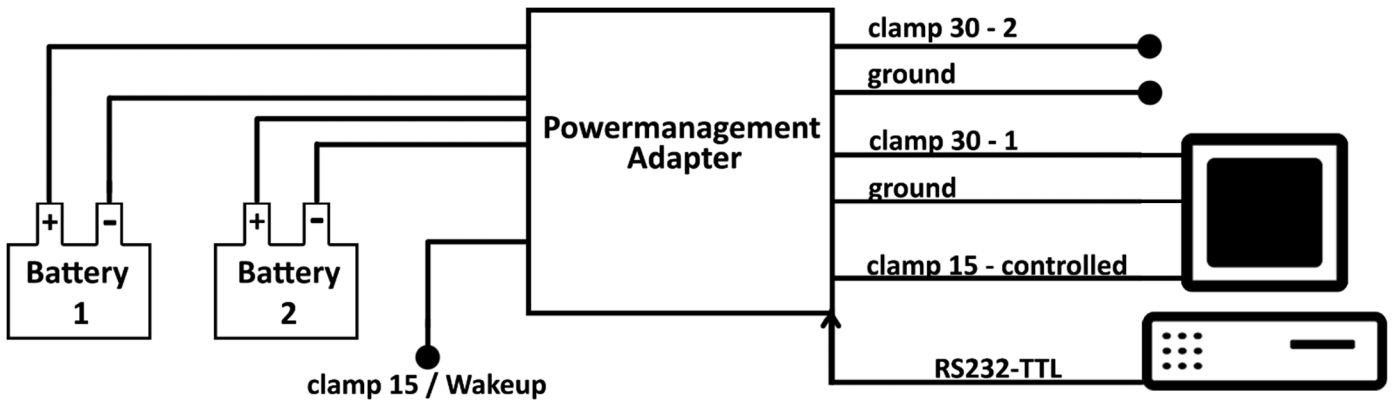 clamp 30 - 2
ground
Powermanagement
Adapter
clamp 30 - 1
ground
+
-
+
-
Battery
1
Battery
2
clamp 15 - controlled
clamp 15 / Wakeup
RS232-TTL